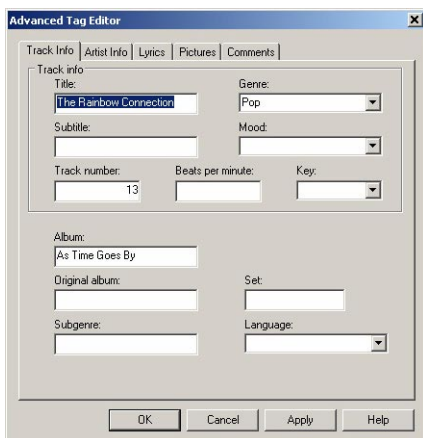 Advanced Tag Editor
Track Info Artist Info Lyrics Pictures Comments
Track info
Title: Genre:
The Rainbow Connection Pop
Subtitle: Mood:
Track number: Beats per minute: Key:
13
Album:
As Time Goes By
Original album: Set:
Subgenre: Language:
OK Cancel Apply Help